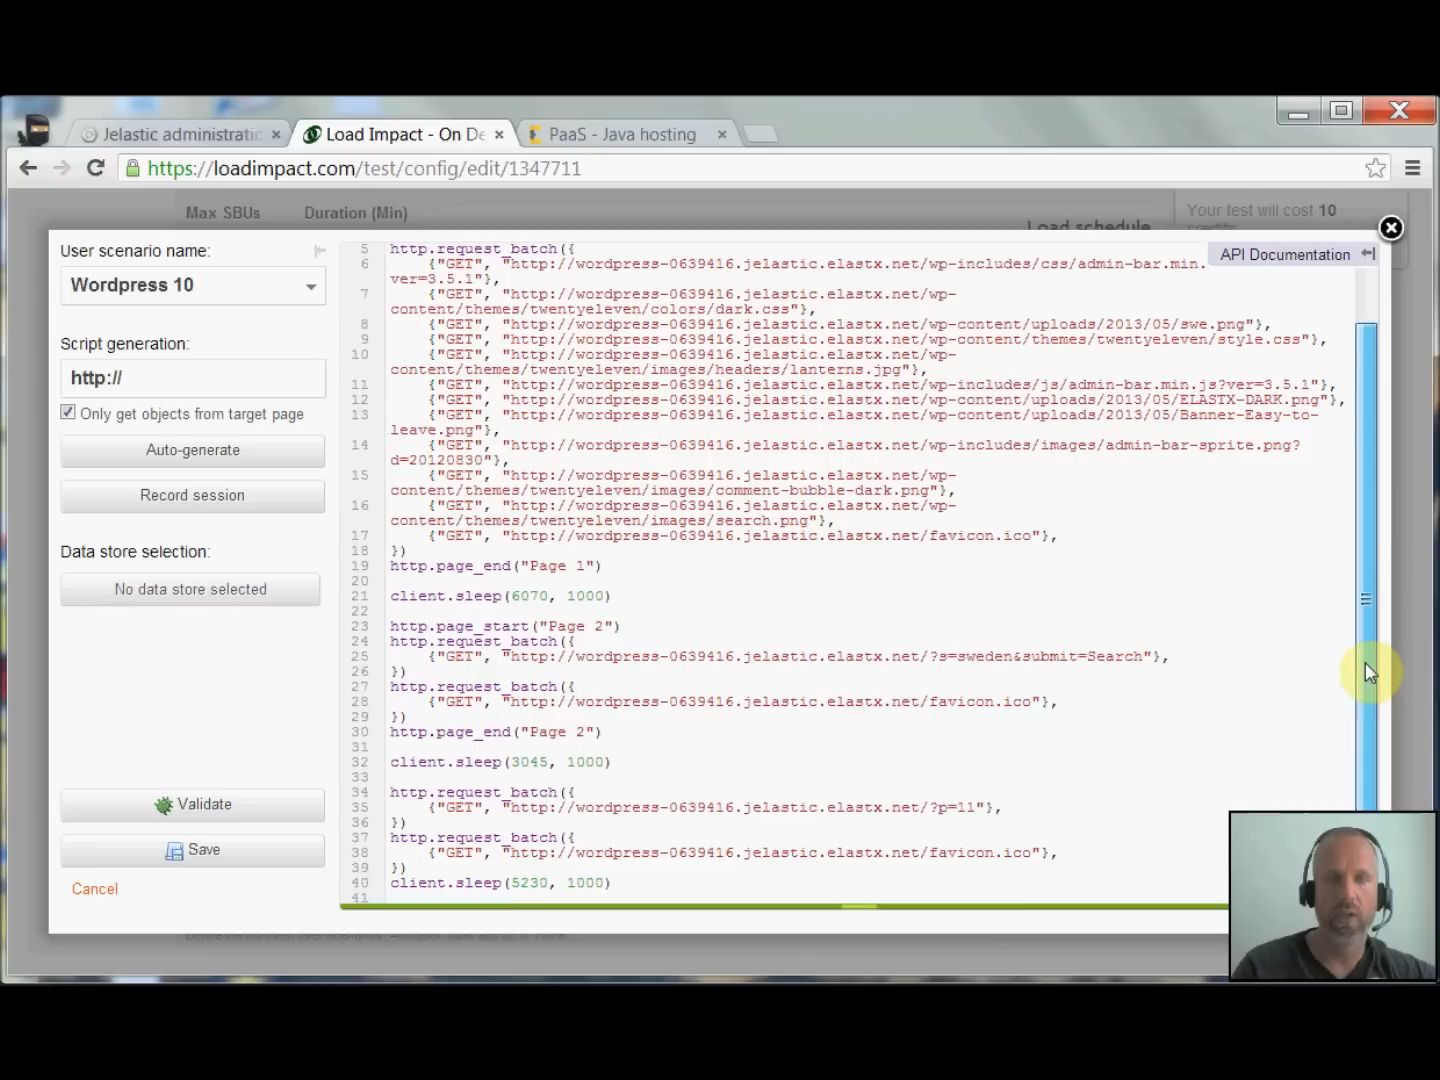 Jelastic administratio
Load Impact - On De
PaaS - Java hosting
https://loadimpact.com/test/config/edit/1347711
Max SBUs
Duration (Min)
Load schedule
Your test will cost 10
User scenario name:
Wordpress 10
Script generation:
http://
Only get objects from target page
Auto-generate
Record session
Data store selection:
No data store selected
Validate
Save
Cancel
API Documentation
5 http.request_batch({
6 {"GET", "http://wordpress-0639416.jelastic.elastx.net/wp-includes/css/admin-bar.min.
ver=3.5.1"},
7 {"GET", "http://wordpress-0639416.jelastic.elastx.net/wp-
content/themes/twentyeleven/colors/dark.css"},
8 {"GET", "http://wordpress-0639416.jelastic.elastx.net/wp-content/uploads/2013/05/swe.png"},
9 {"GET", "http://wordpress-0639416.jelastic.elastx.net/wp-content/themes/twentyeleven/style.css"},
10 {"GET", "http://wordpress-0639416.jelastic.elastx.net/wp-
content/themes/twentyeleven/images/headers/lanterns.jpg"},
11 {"GET", "http://wordpress-0639416.jelastic.elastx.net/wp-includes/js/admin-bar.min.js?ver=3.5.1"},
12 {"GET", "http://wordpress-0639416.jelastic.elastx.net/wp-content/uploads/2013/05/ELASTX-DARK.png"},
13 {"GET", "http://wordpress-0639416.jelastic.elastx.net/wp-content/uploads/2013/05/Banner-Easy-to-
leave.png"},
14 {"GET", "http://wordpress-0639416.jelastic.elastx.net/wp-includes/images/admin-bar-sprite.png?
d=20120830"},
15 {"GET", "http://wordpress-0639416.jelastic.elastx.net/wp-
content/themes/twentyeleven/images/comment-bubble-dark.png"},
16 {"GET", "http://wordpress-0639416.jelastic.elastx.net/wp-
content/themes/twentyeleven/images/search.png"},
17 {"GET", "http://wordpress-0639416.jelastic.elastx.net/favicon.ico"},
18 })
19 http.page_end("Page 1")
20
21 client.sleep(6070, 1000)
22
23 http.page_start("Page 2")
24 http.request_batch({
25 {"GET", "http://wordpress-0639416.jelastic.elastx.net/?s=sweden&submit=Search"},
26 })
27 http.request_batch({
28 {"GET", "http://wordpress-0639416.jelastic.elastx.net/favicon.ico"},
29 })
30 http.page_end("Page 2")
31
32 client.sleep(3045, 1000)
33
34 http.request_batch({
35 {"GET", "http://wordpress-0639416.jelastic.elastx.net/?p=11"},
36 })
37 http.request_batch({
38 {"GET", "http://wordpress-0639416.jelastic.elastx.net/favicon.ico"},
39 })
40 client.sleep(5230, 1000)
41